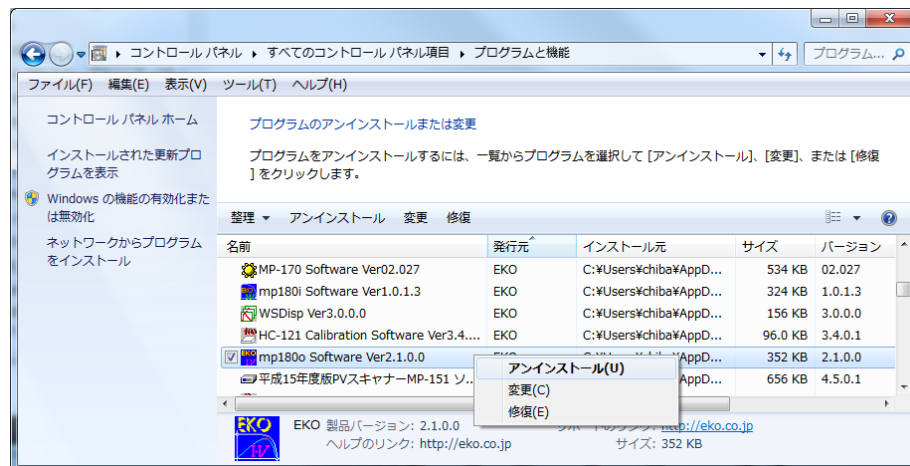 コントロール パネル ▸ すべてのコントロール パネル項目 ▸ プログラムと機能
プログラム...
ファイル(F) 編集(E) 表示(V) ツール(T) ヘルプ(H)
コントロール パネル ホーム
インストールされた更新プロ
グラムを表示
Windows の機能の有効化また
は無効化
ネットワークからプログラム
をインストール
プログラムのアンインストールまたは変更
プログラムをアンインストールするには、一覧からプログラムを選択して [アンインストール]、[変更]、または [修復
] をクリックします。
整理 アンインストール 変更 修復
名前 発行元 インストール元 サイズ バージョン
MP-170 Software Ver02.027 EKO C:¥Users¥chiba¥AppD... 534 KB 02.027
mp180i Software Ver1.0.1.3 EKO C:¥Users¥chiba¥AppD... 324 KB 1.0.1.3
WSDisp Ver3.0.0.0 EKO C:¥Users¥chiba¥AppD... 156 KB 3.0.0.0
HC-121 Calibration Software Ver3.4.... EKO C:¥Users¥chiba¥AppD... 96.0 KB 3.4.0.1
mp180o Software Ver2.1.0.0 352 KB 2.1.0.0
平成15年度版PVスキャナーMP-151 ソ... AppD... 656 KB 4.5.0.1
アンインストール(U)
変更(C)
修復(E)
EKO 製品バージョン: 2.1.0.0 http://eko.co.jp
ヘルプのリンク: http://eko.co.jp サイズ: 352 KB
EKO
IV